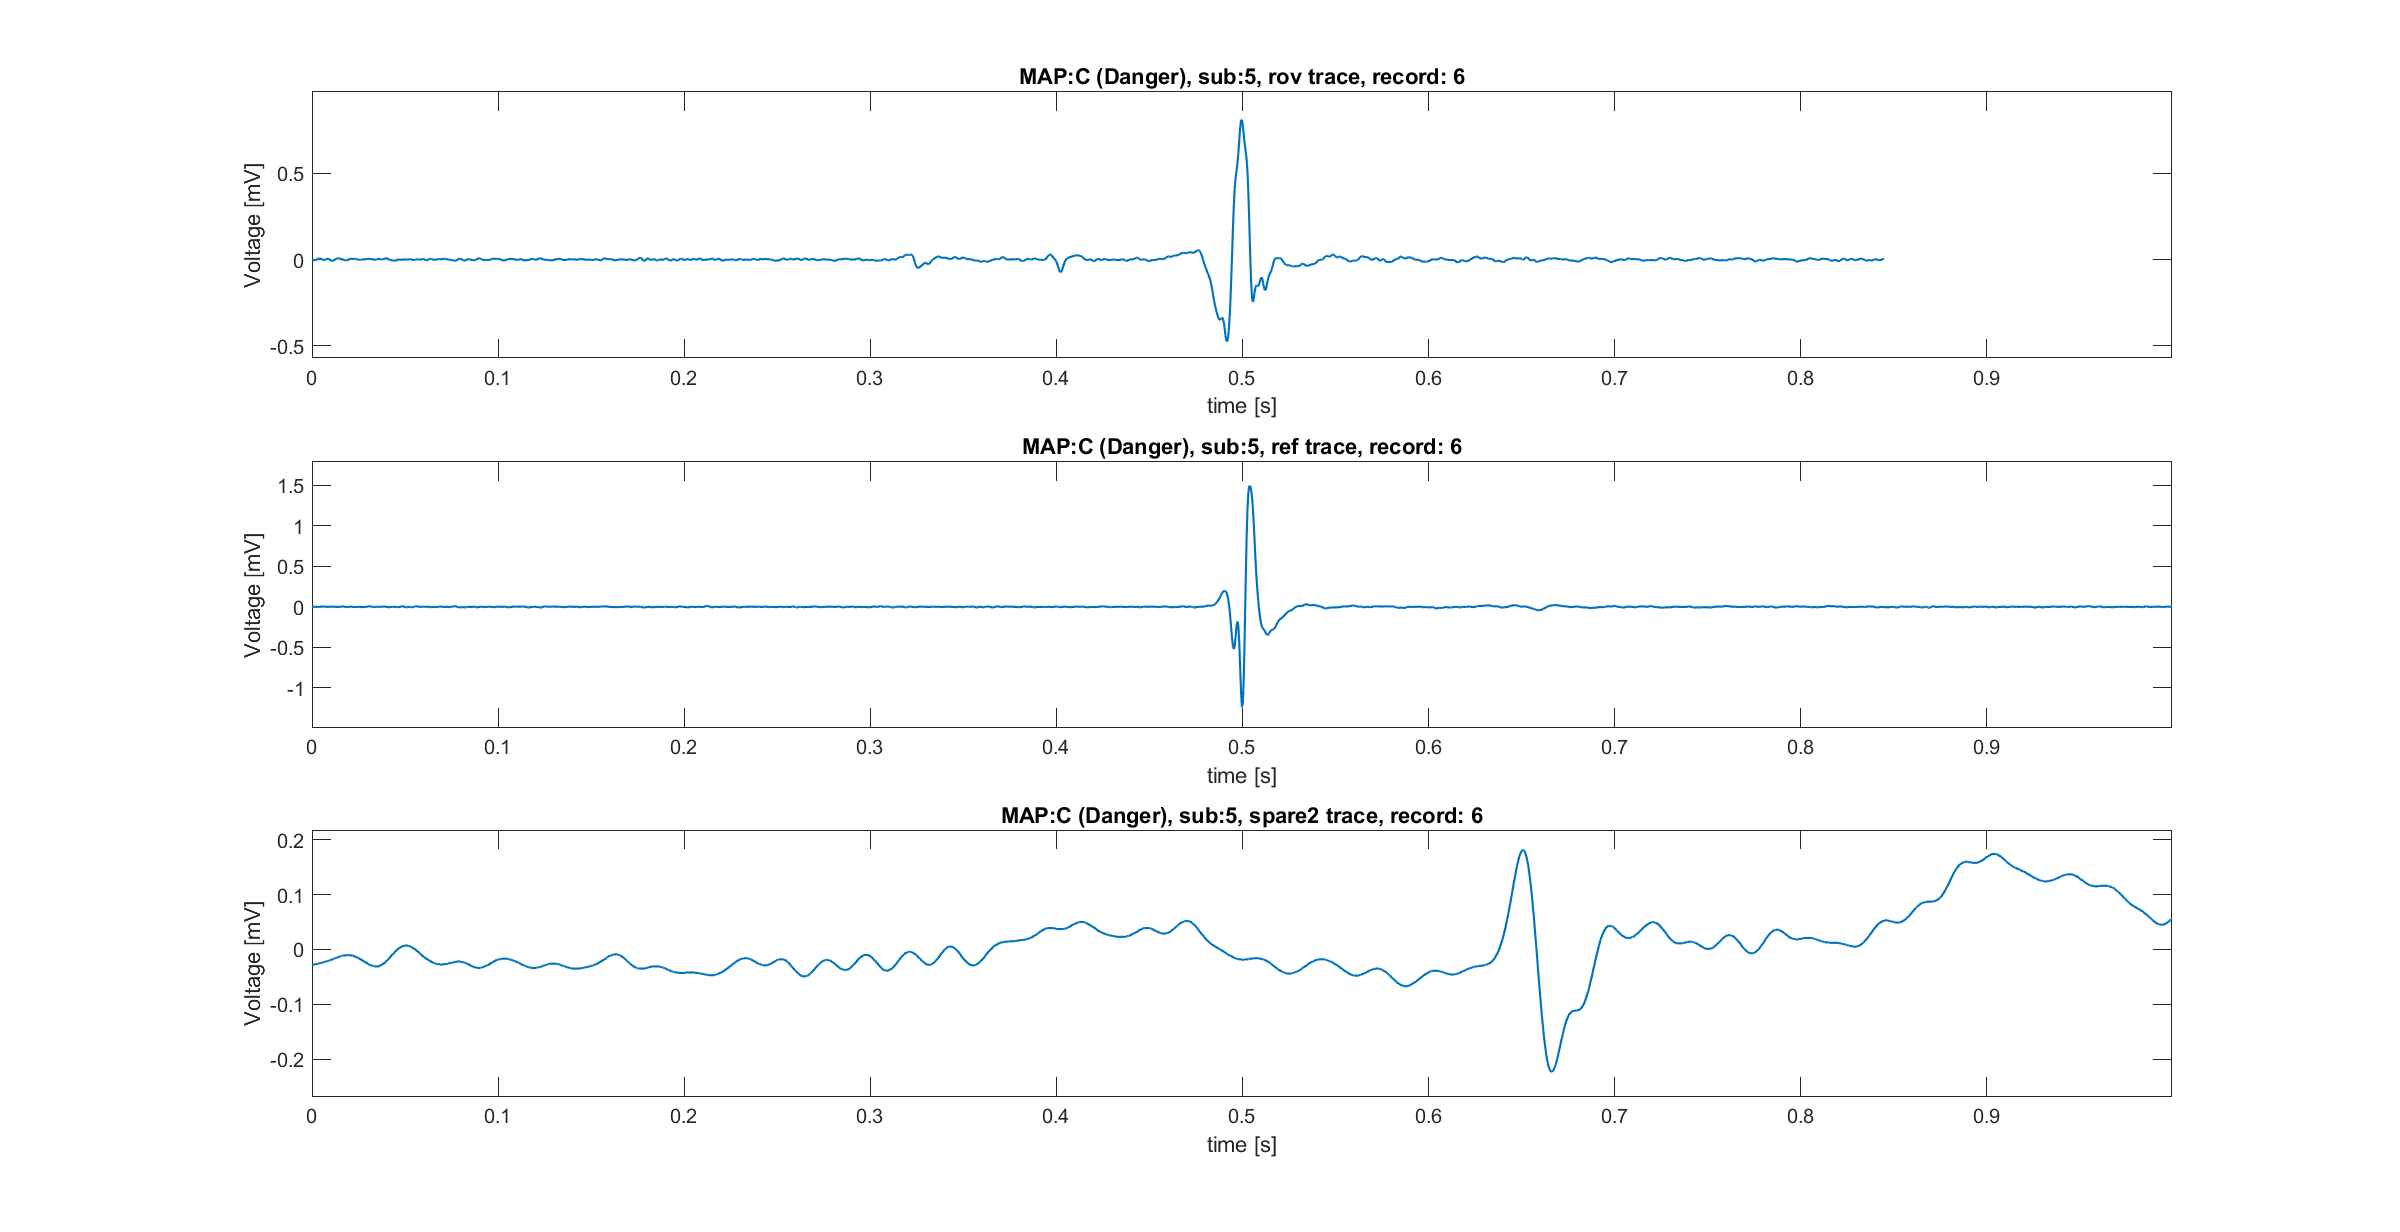 MAP:C (Danger), sub:5, rov trace, record: 6
Voltage [mV]
0.5
0
-0.5
0 0.1 0.2 0.3 0.4 0.5 0.6 0.7 0.8 0.9
time [s]
MAP:C (Danger), sub:5, ref trace, record: 6
Voltage [mV]
1.5
1
0.5
0
-0.5
-1
0 0.1 0.2 0.3 0.4 0.5 0.6 0.7 0.8 0.9
time [s]
MAP:C (Danger), sub:5, spare2 trace, record: 6
Voltage [mV]
0.2
0.1
0
-0.1
-0.2
0 0.1 0.2 0.3 0.4 0.5 0.6 0.7 0.8 0.9
time [s]